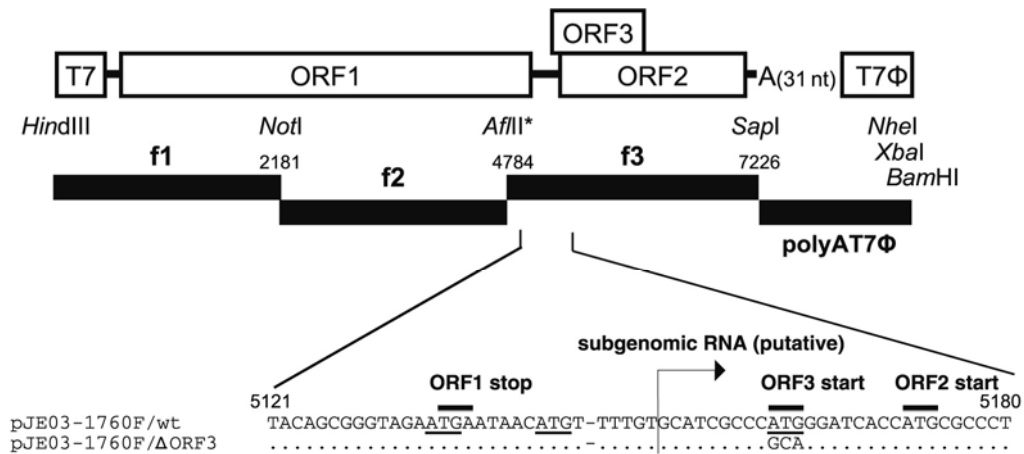 ORF3
T7 ORF1 ORF2 A(31 nt) T7Φ
HindIII NotI AflII* SapI NheI
XbaI
BamHI
f1 2181 f2 4784 f3 7226
polyAT7Φ
subgenomic RNA (putative)
ORF1 stop ORF3 start ORF2 start
5121 5180
pJE03-1760F/wt TACAGCGGGTAGAATGAATAACATGT-TTTGTGCATCGCCCATGGGATCACCATGCGCCCT
pJE03-1760F/ΔORF3 ..........................-..............GCA.................